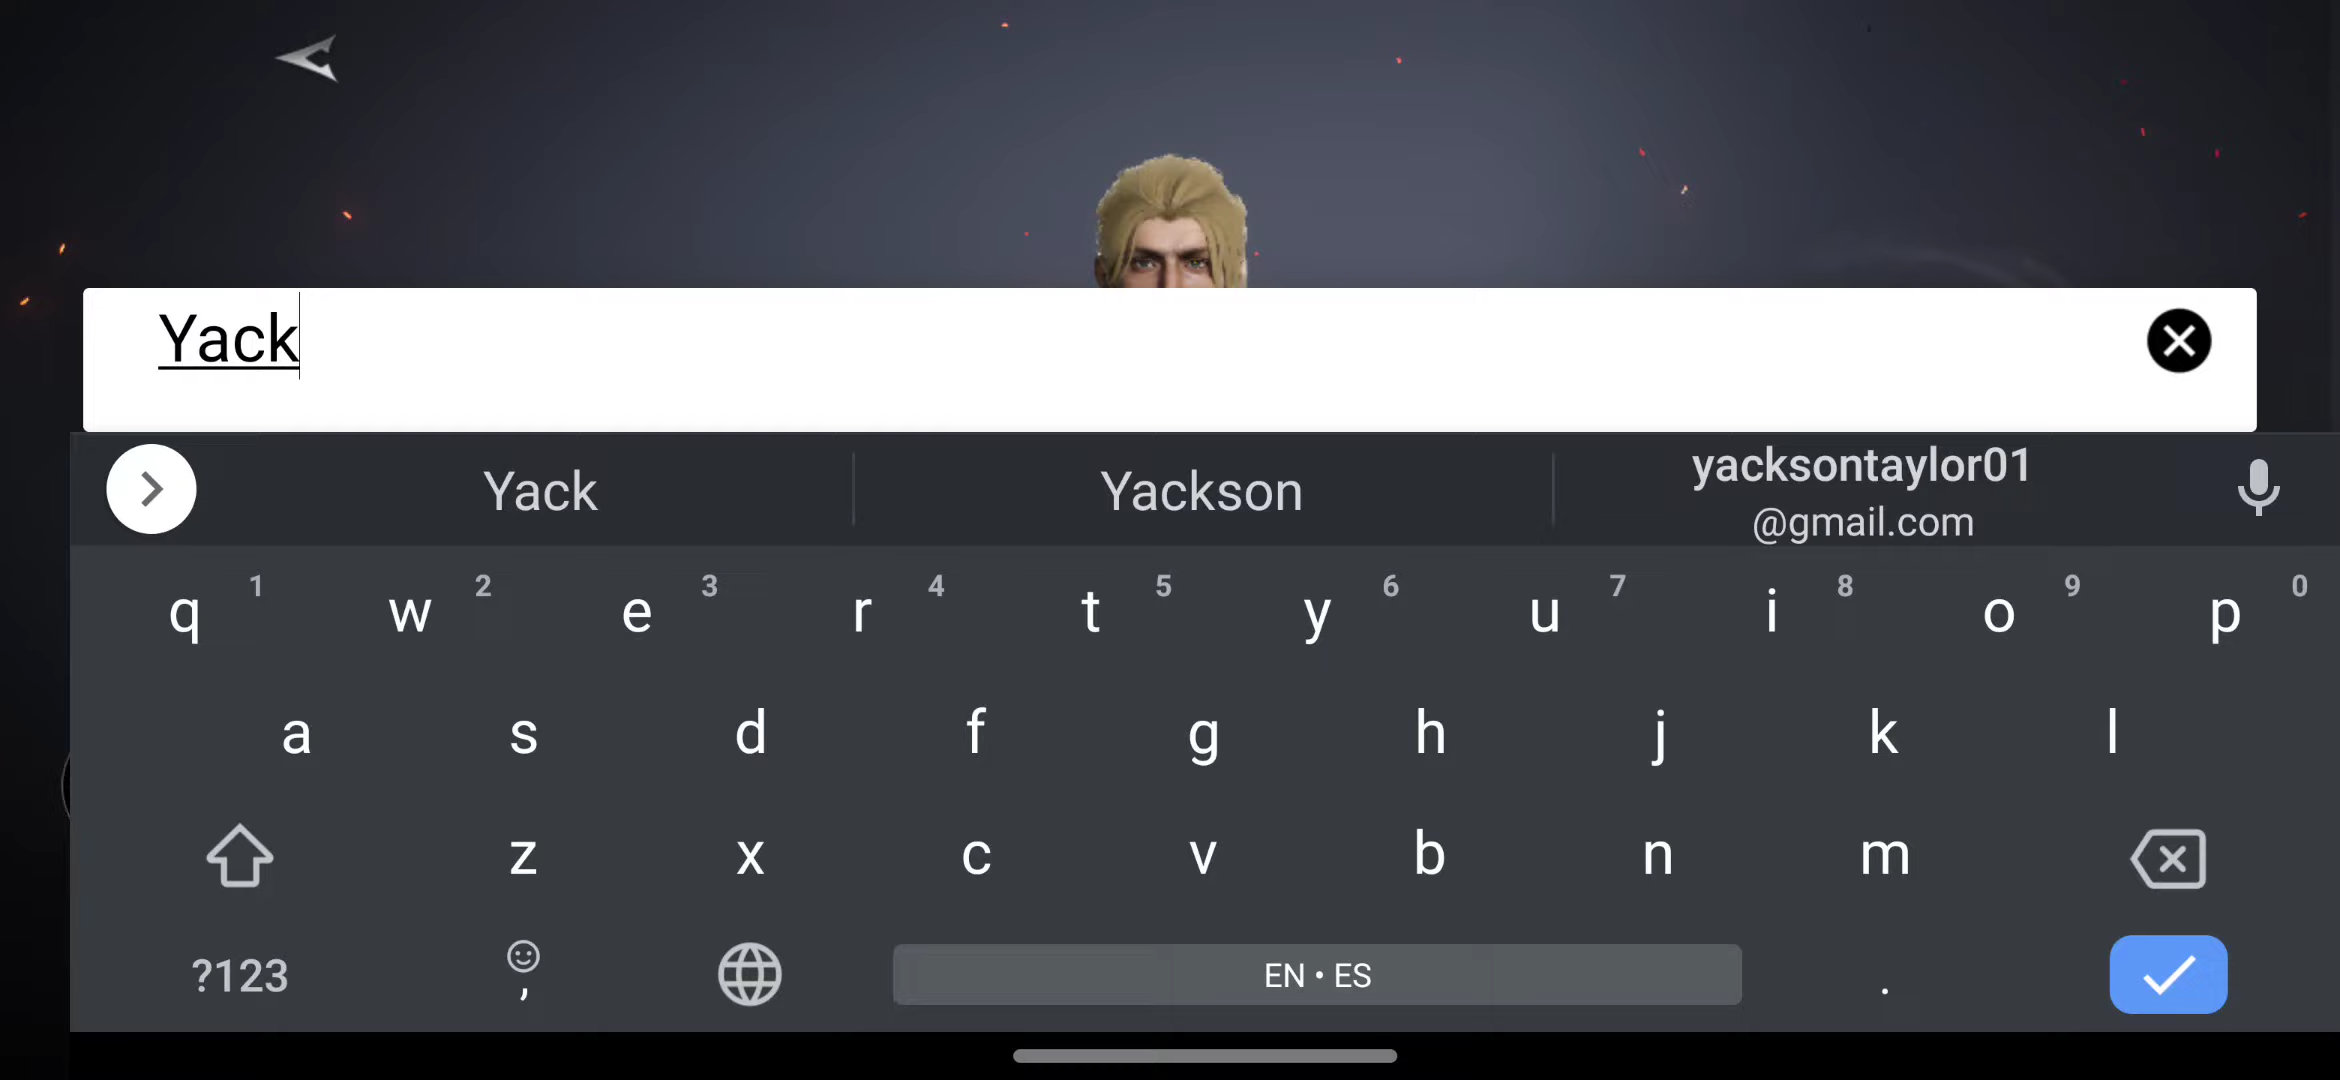 Yack
Yack Yackson yacksontaylor01
@gmail.com
1 2 3 4 5 6 7 8 9 0
q w e r t y u i o p
a s d f g h j k l
z x c v b n m
?123 , EN • ES .